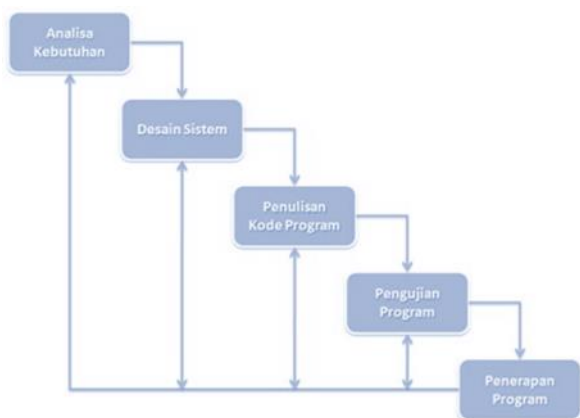 Analisa
Kebutuhan
Desain Sistem
Penulisan
Kode Program
Pengujian
Program
Penerapan
Program